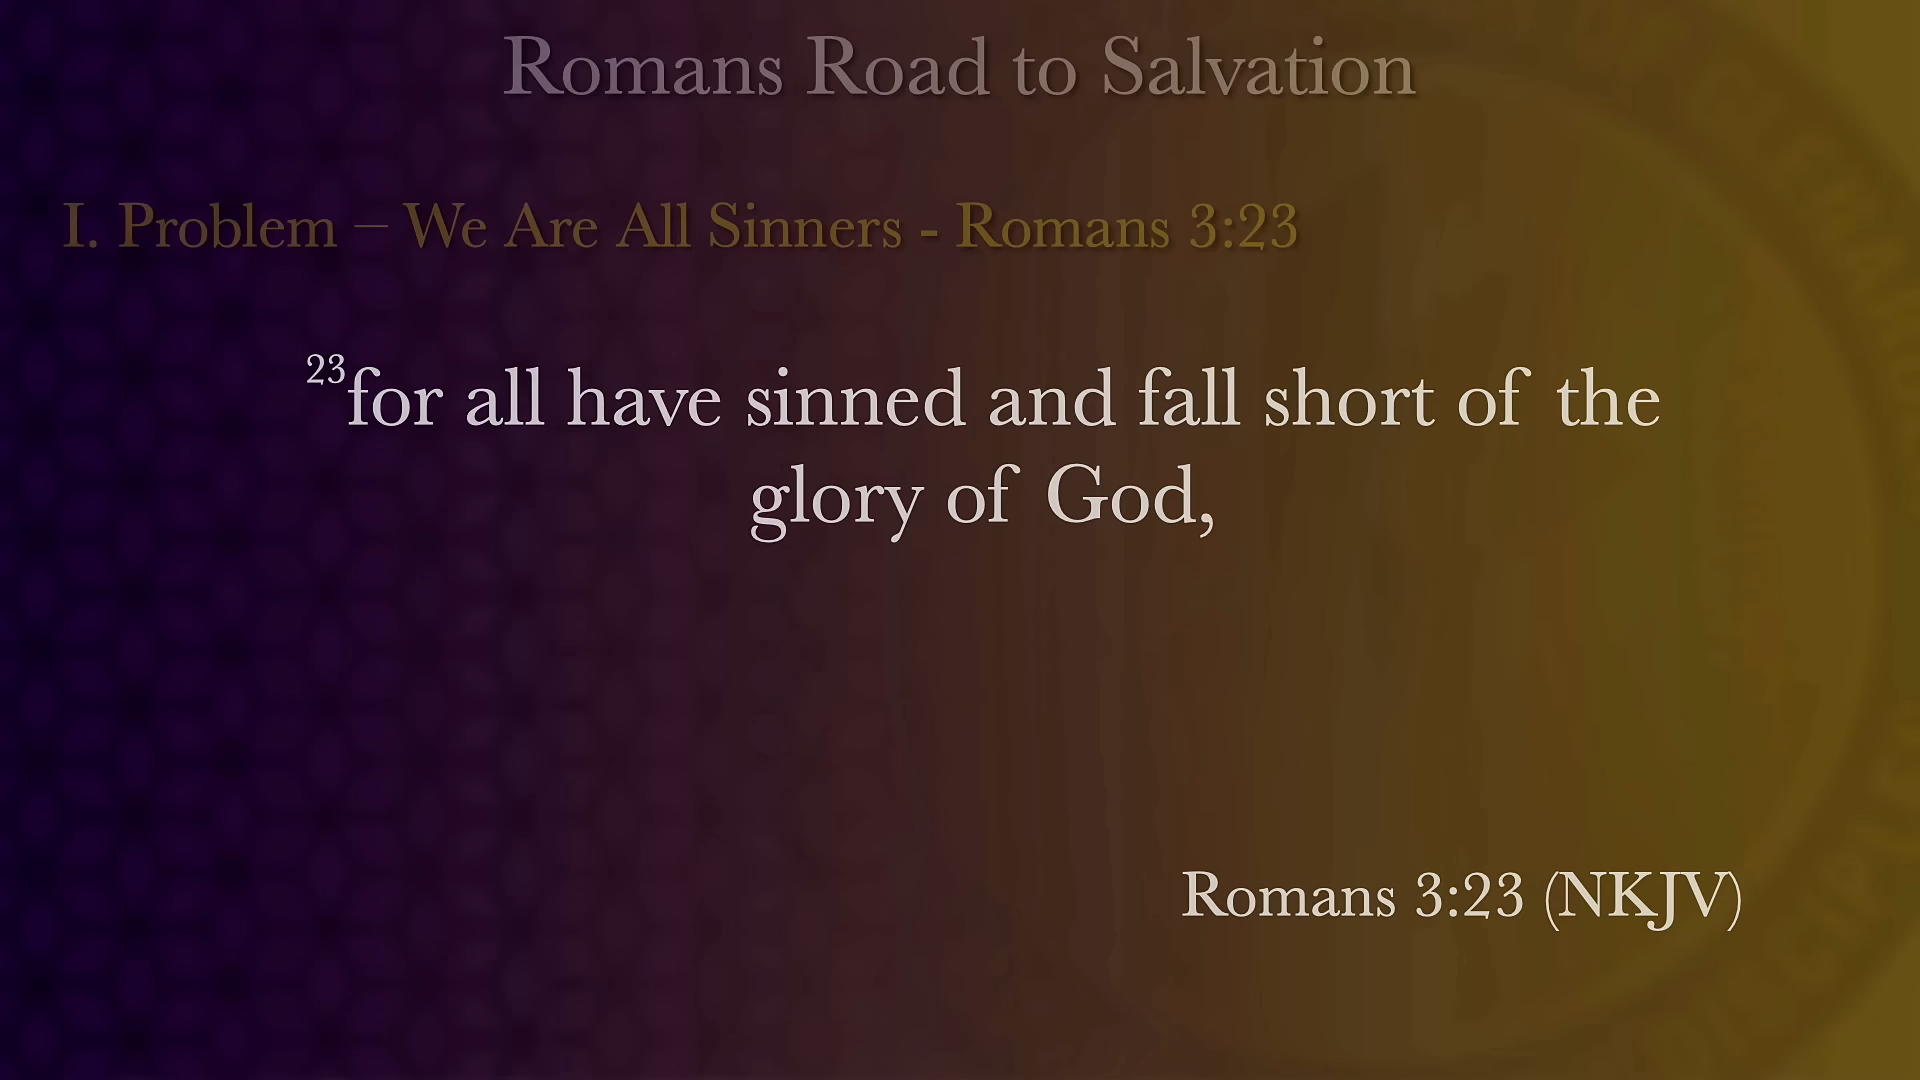 Romans Road to Salvation
I. Problem – We Are All Sinners - Romans 3:23
23for all have sinned and fall short of the
glory of God,
Romans 3:23 (NKJV)